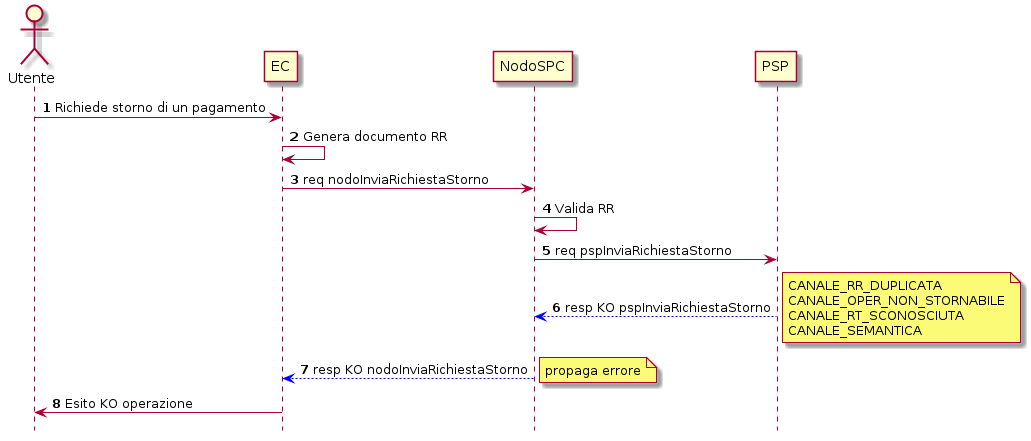 Utente
EC
NodoSPC
PSP
1 Richiede storno di un pagamento
2 Genera documento RR
3 req nodoInviaRichiestaStorno
4 Valida RR
5 req pspInviaRichiestaStorno
CANALE_RR_DUPLICATA
CANALE_OPER_NON_STORNABILE
CANALE_RT_SCONOSCIUTA
CANALE_SEMANTICA
6 resp KO pspInviaRichiestaStorno
7 resp KO nodoInviaRichiestaStorno
propaga errore
8 Esito KO operazione